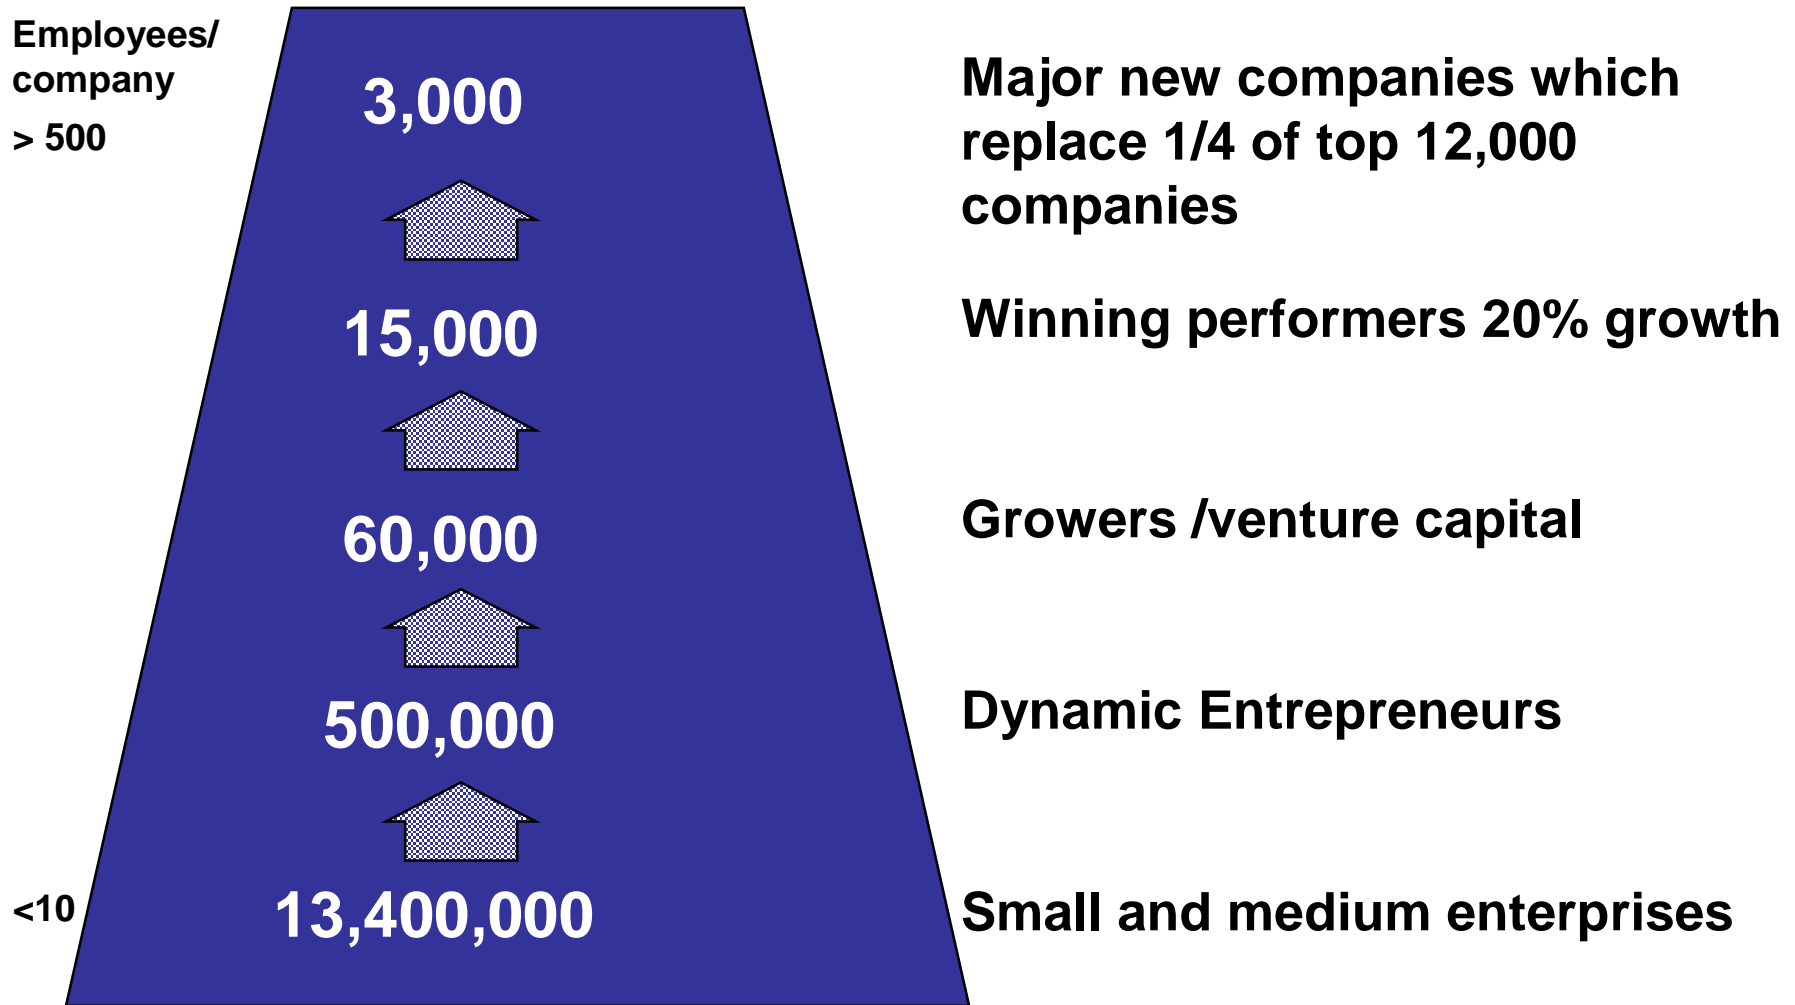 Employees/
company
> 500
3,000
Major new companies which
replace 1/4 of top 12,000
companies
15,000
Winning performers 20% growth
60,000
Growers /venture capital
500,000
Dynamic Entrepreneurs
<10
13,400,000
Small and medium enterprises